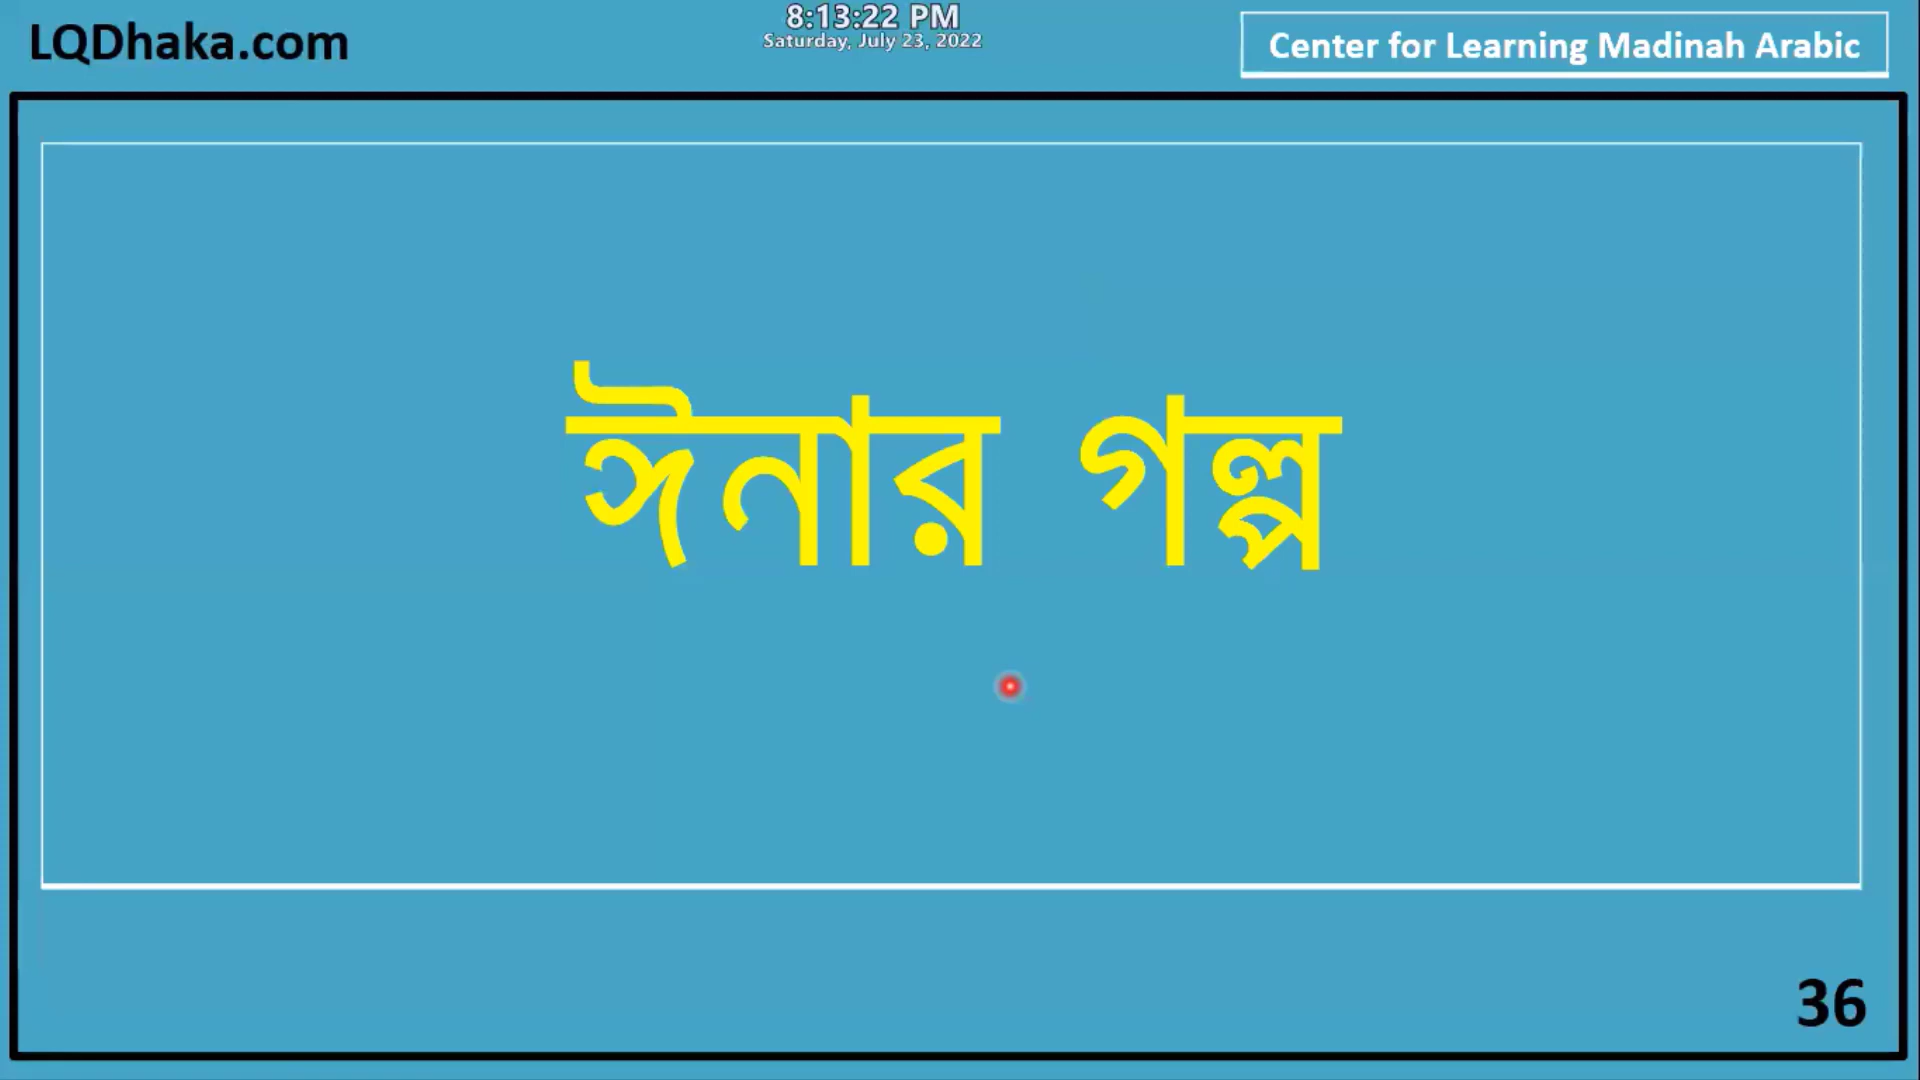 LQDhaka.com
8:13:22 PM
Saturday, July 23, 2022
Center for Learning Madinah Arabic
ঈনার গল্প
36